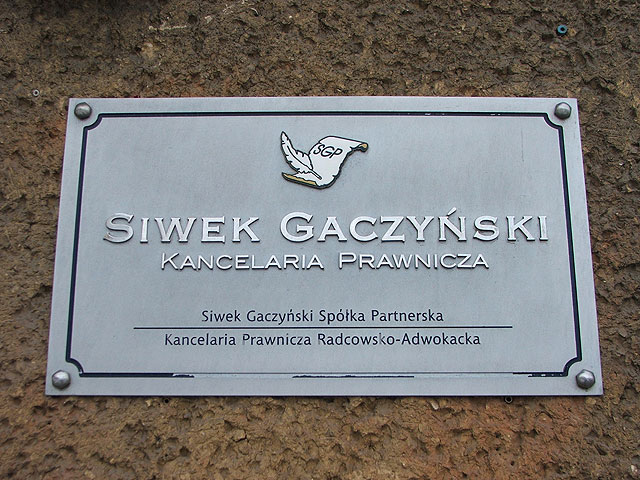 SGP
SIWEK GACZYŃSKI
KANCELARIA PRAWNICZA
Siwek Gaczyński Spółka Partnerska
Kancelaria Prawnicza Radcowsko-Adwokacka